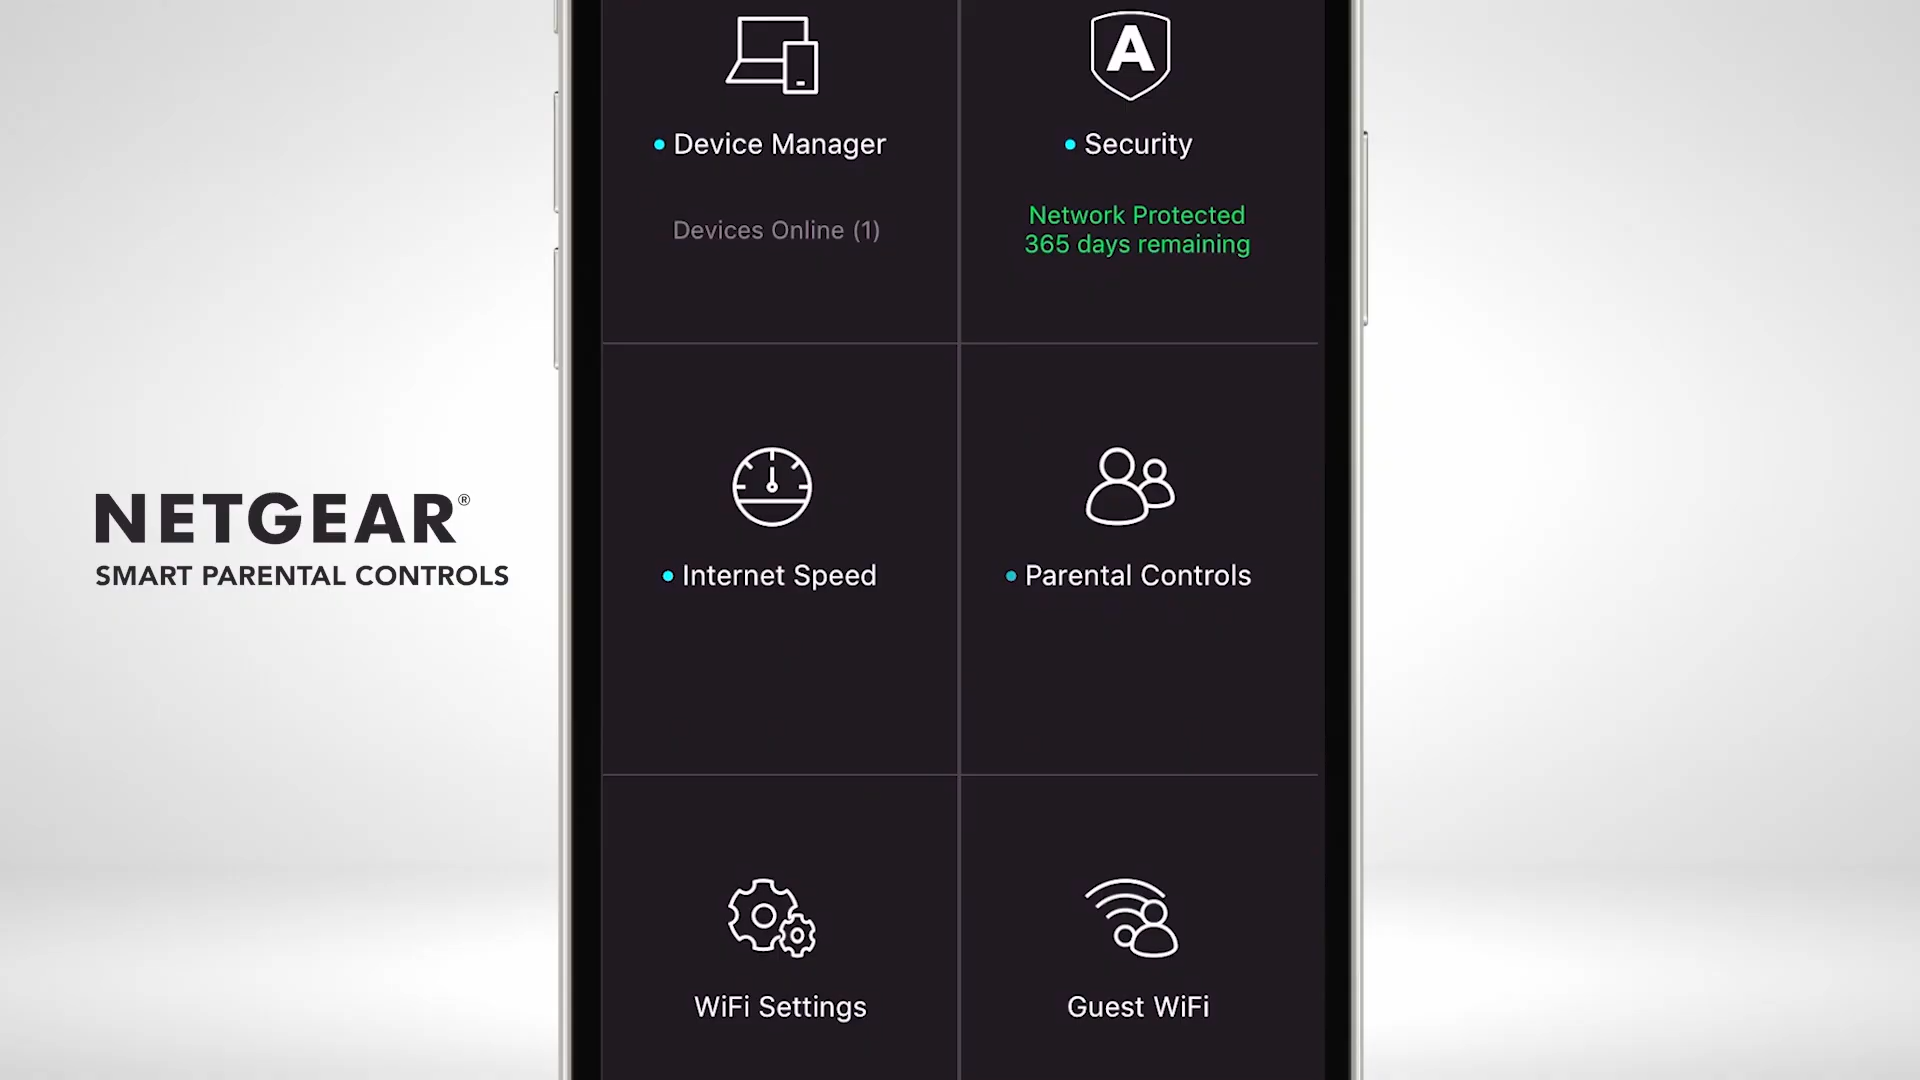 A
Device Manager
Security
Devices Online (1)
Network Protected
365 days remaining
NETGEAR®
SMART PARENTAL CONTROLS
Internet Speed
Parental Controls
WiFi Settings
Guest WiFi